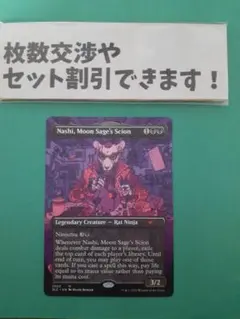 枚数交渉や
セット割引できます！
Nashi, Moon Sage's Scion
Legendary Creature — Rat Ninja
Ninjutsu
Whenever Nashi, Moon Sage's Scion
deals combat damage to a player, exile
the top card of each player's library. Until
end of turn, you may play one of those
cards. If you cast a spell this way, pay
life equal to its mana value rather than
paying its mana cost.
3/2